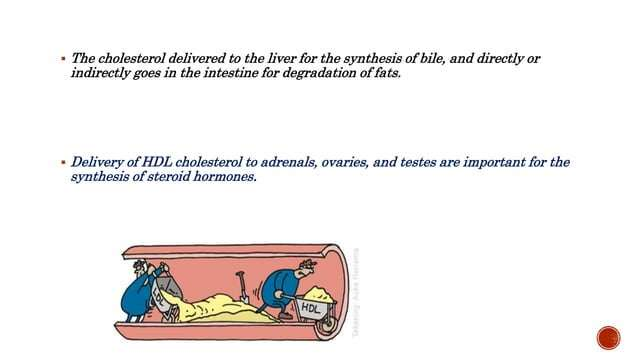 The cholesterol delivered to the liver for the synthesis of bile, and directly or
indirectly goes in the intestine for degradation of fats.
Delivery of HDL cholesterol to adrenals, ovaries, and testes are important for the
synthesis of steroid hormones.
HDL